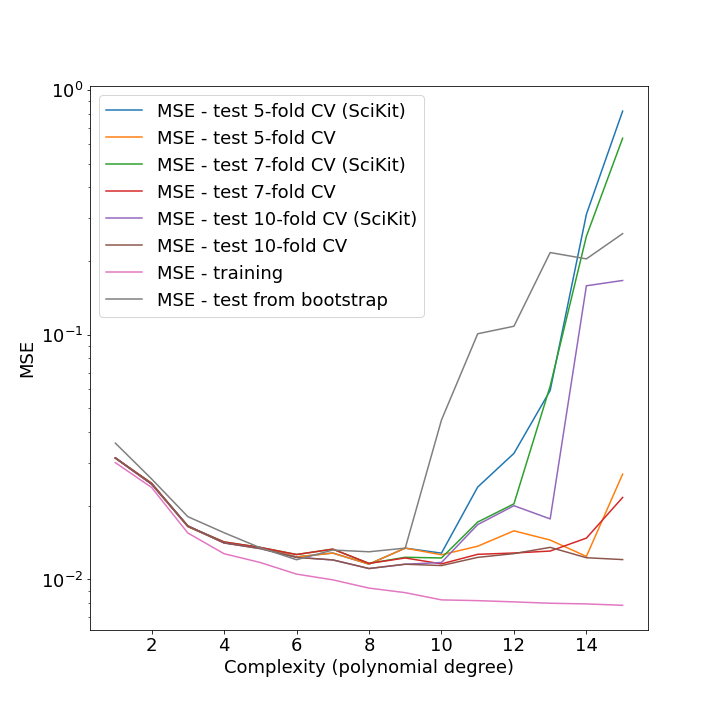 10⁰
10⁻¹
10⁻²
MSE
MSE - test 5-fold CV (SciKit)
MSE - test 5-fold CV
MSE - test 7-fold CV (SciKit)
MSE - test 7-fold CV
MSE - test 10-fold CV (SciKit)
MSE - test 10-fold CV
MSE - training
MSE - test from bootstrap
2 4 6 8 10 12 14
Complexity (polynomial degree)